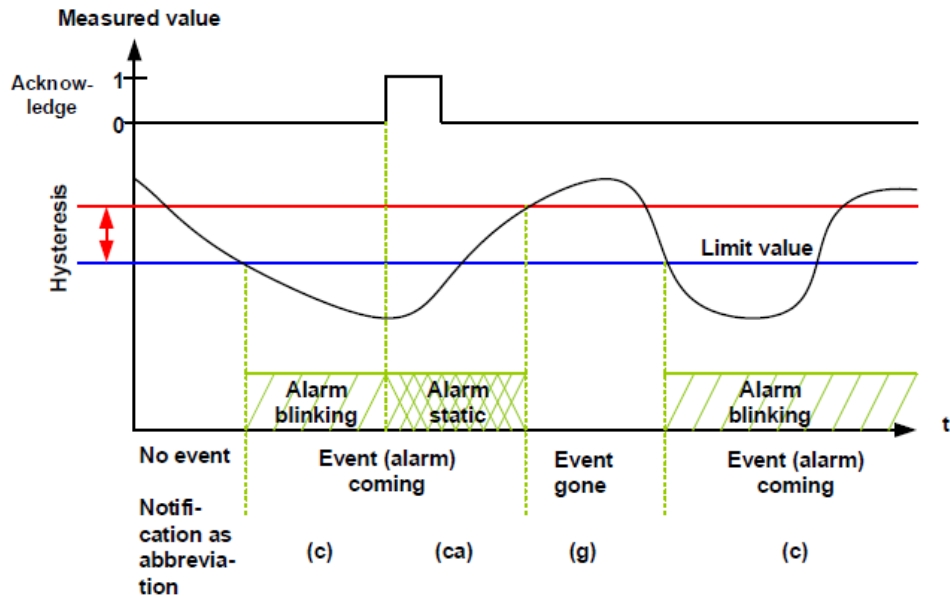 Measured value
Acknow-
ledge
1
0
Hysteresis
Limit value
Alarm
blinking
Alarm
static
Alarm
blinking
t
No event
Event (alarm)
coming
Event
gone
Event (alarm)
coming
Notifi-
cation as
abbrevia-
tion
(c)
(ca)
(g)
(c)